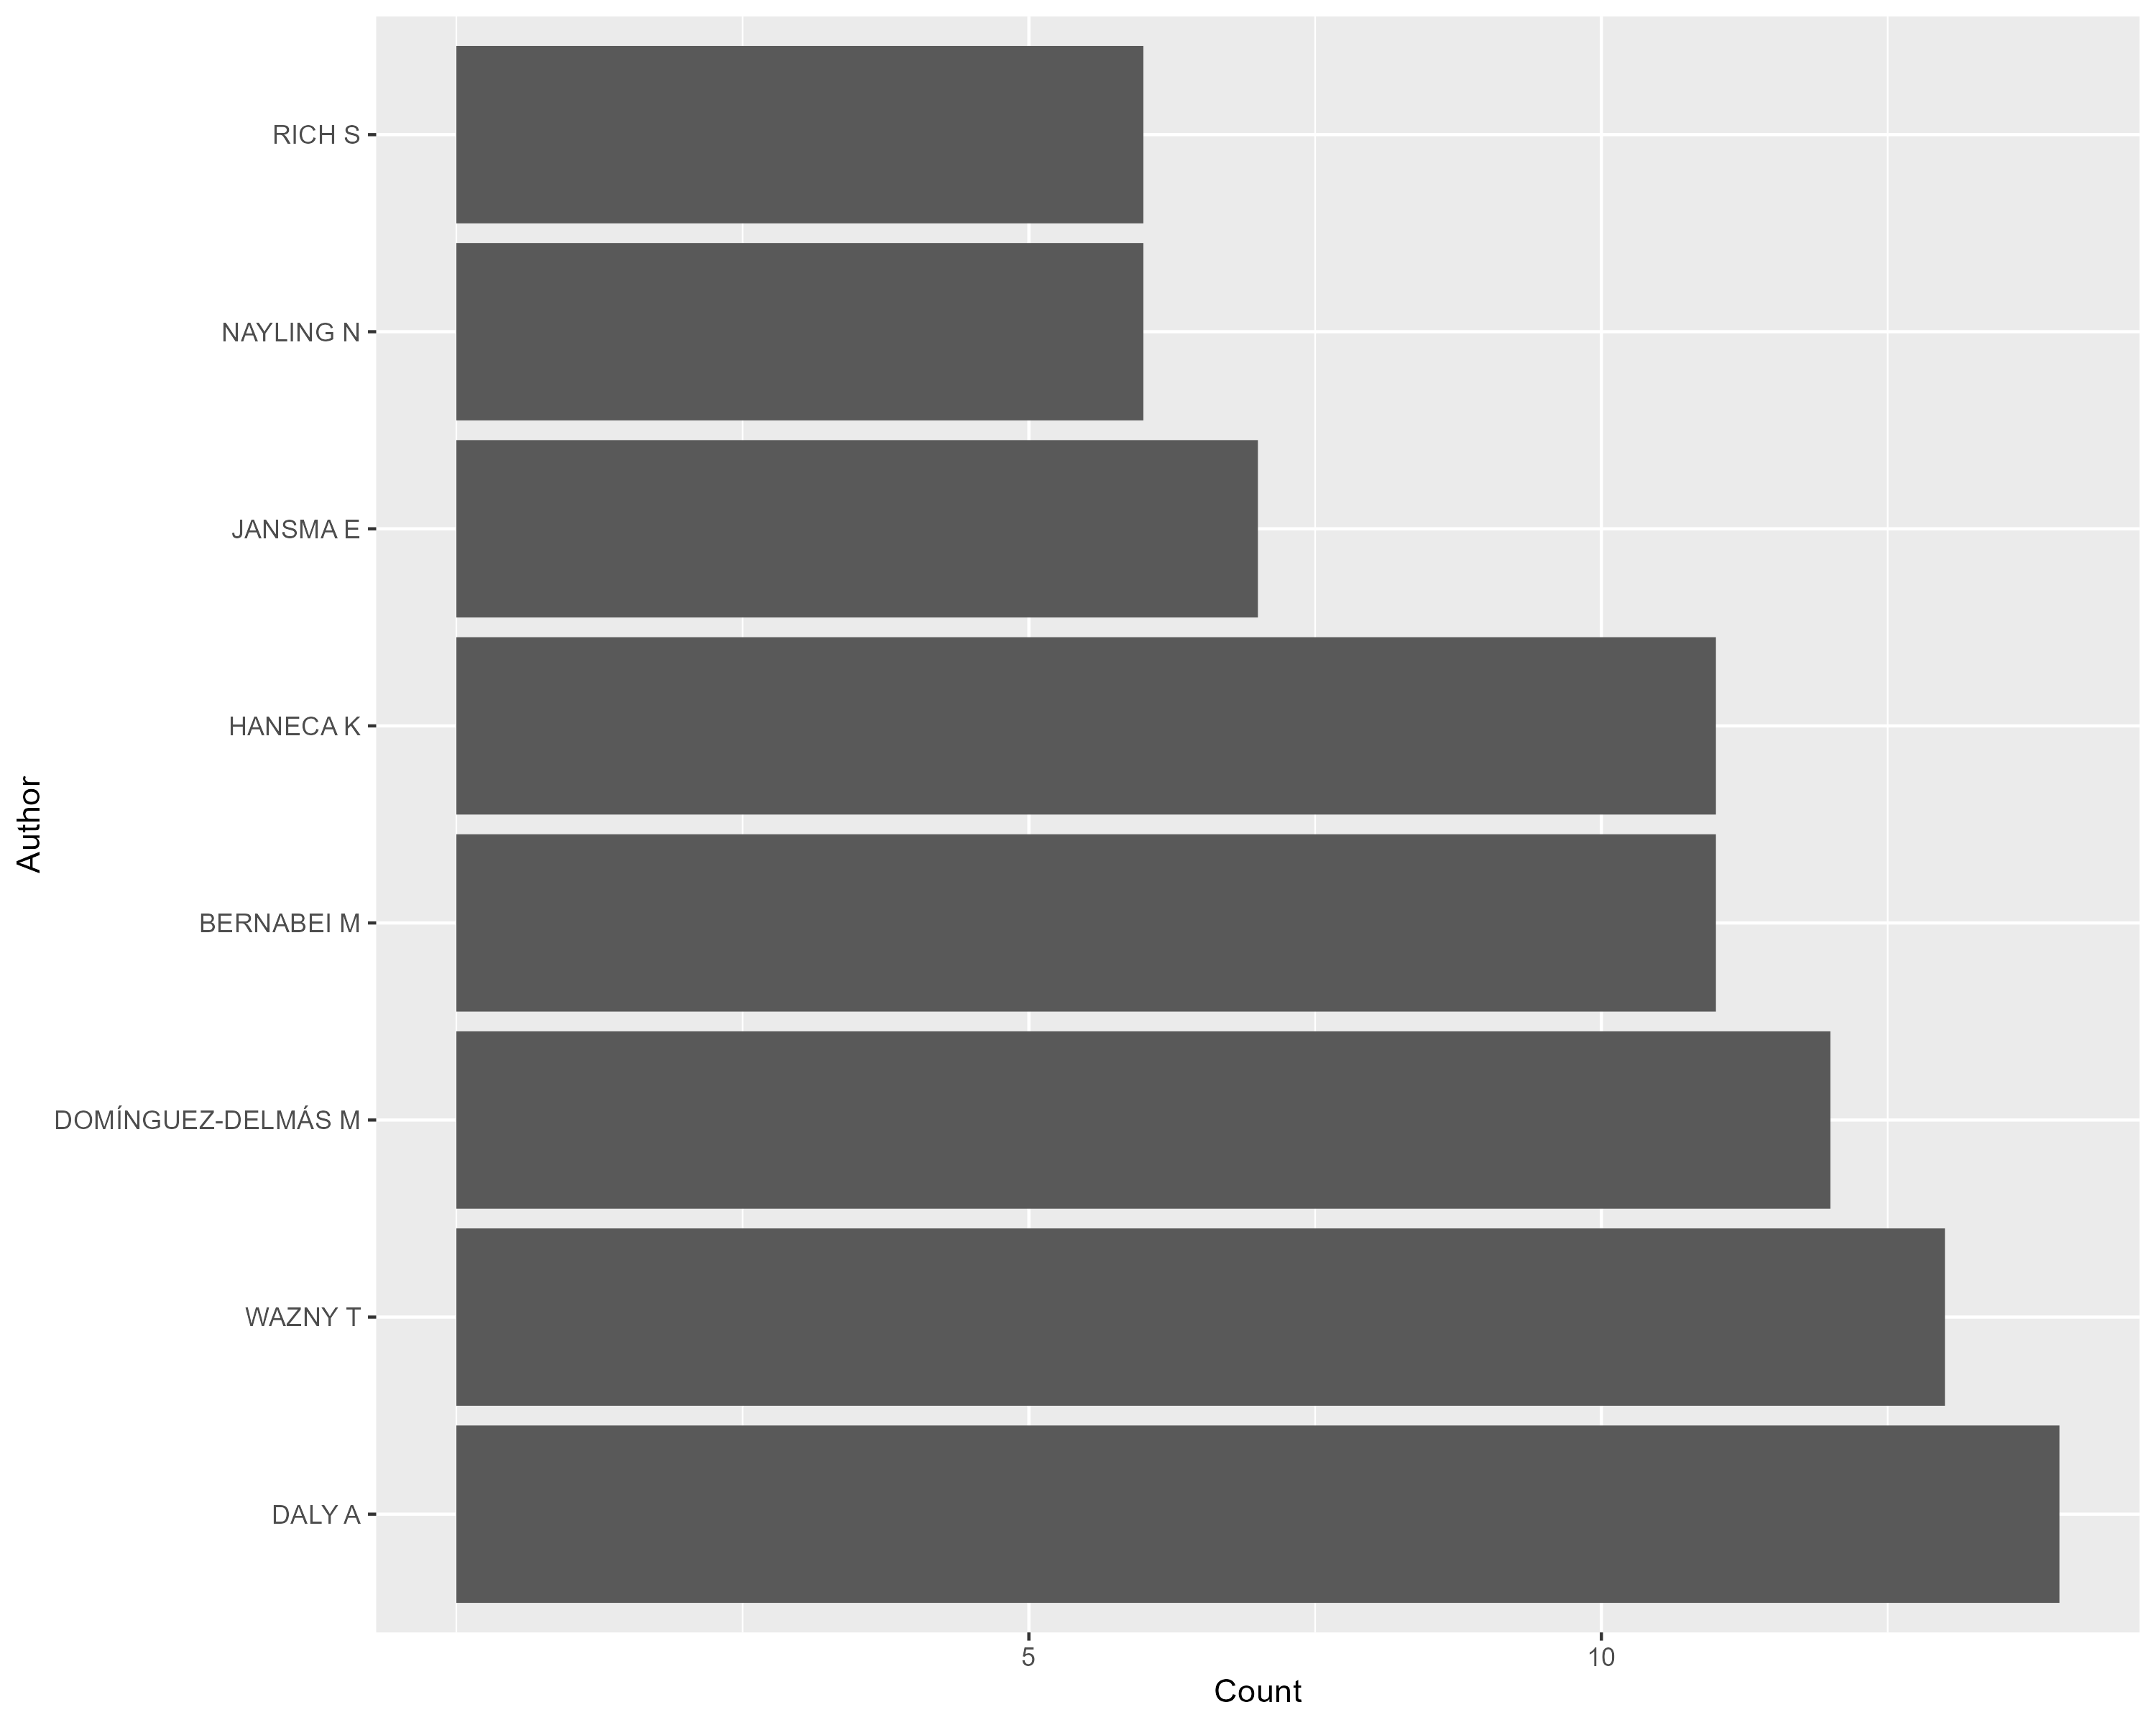 RICH S
NAYLING N
JANSMA E
HANECA K
BERNABEI M
DOMÍNGUEZ-DELMÁS M
WAZNY T
DALY A
Author
5 10
Count